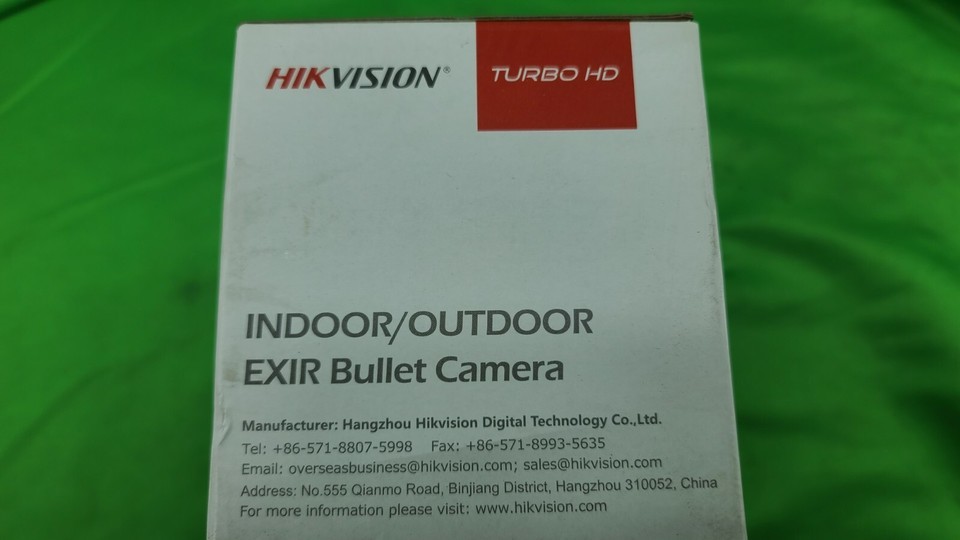 HIKVISION® TURBO HD
INDOOR/OUTDOOR
EXIR Bullet Camera
Manufacturer: Hangzhou Hikvision Digital Technology Co.,Ltd.
Tel: +86-571-8807-5998 Fax: +86-571-8993-5635
Email: overseasbusiness@hikvision.com; sales@hikvision.com
Address: No.555 Qianmo Road, Binjiang District, Hangzhou 310052, China
For more information please visit: www.hikvision.com